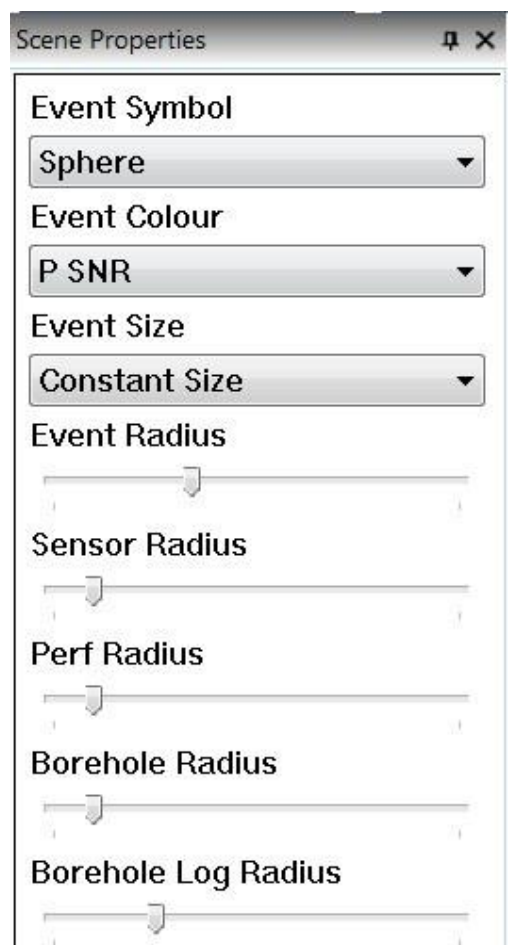 Scene Properties
Event Symbol
Sphere
Event Colour
P SNR
Event Size
Constant Size
Event Radius
Sensor Radius
Perf Radius
Borehole Radius
Borehole Log Radius